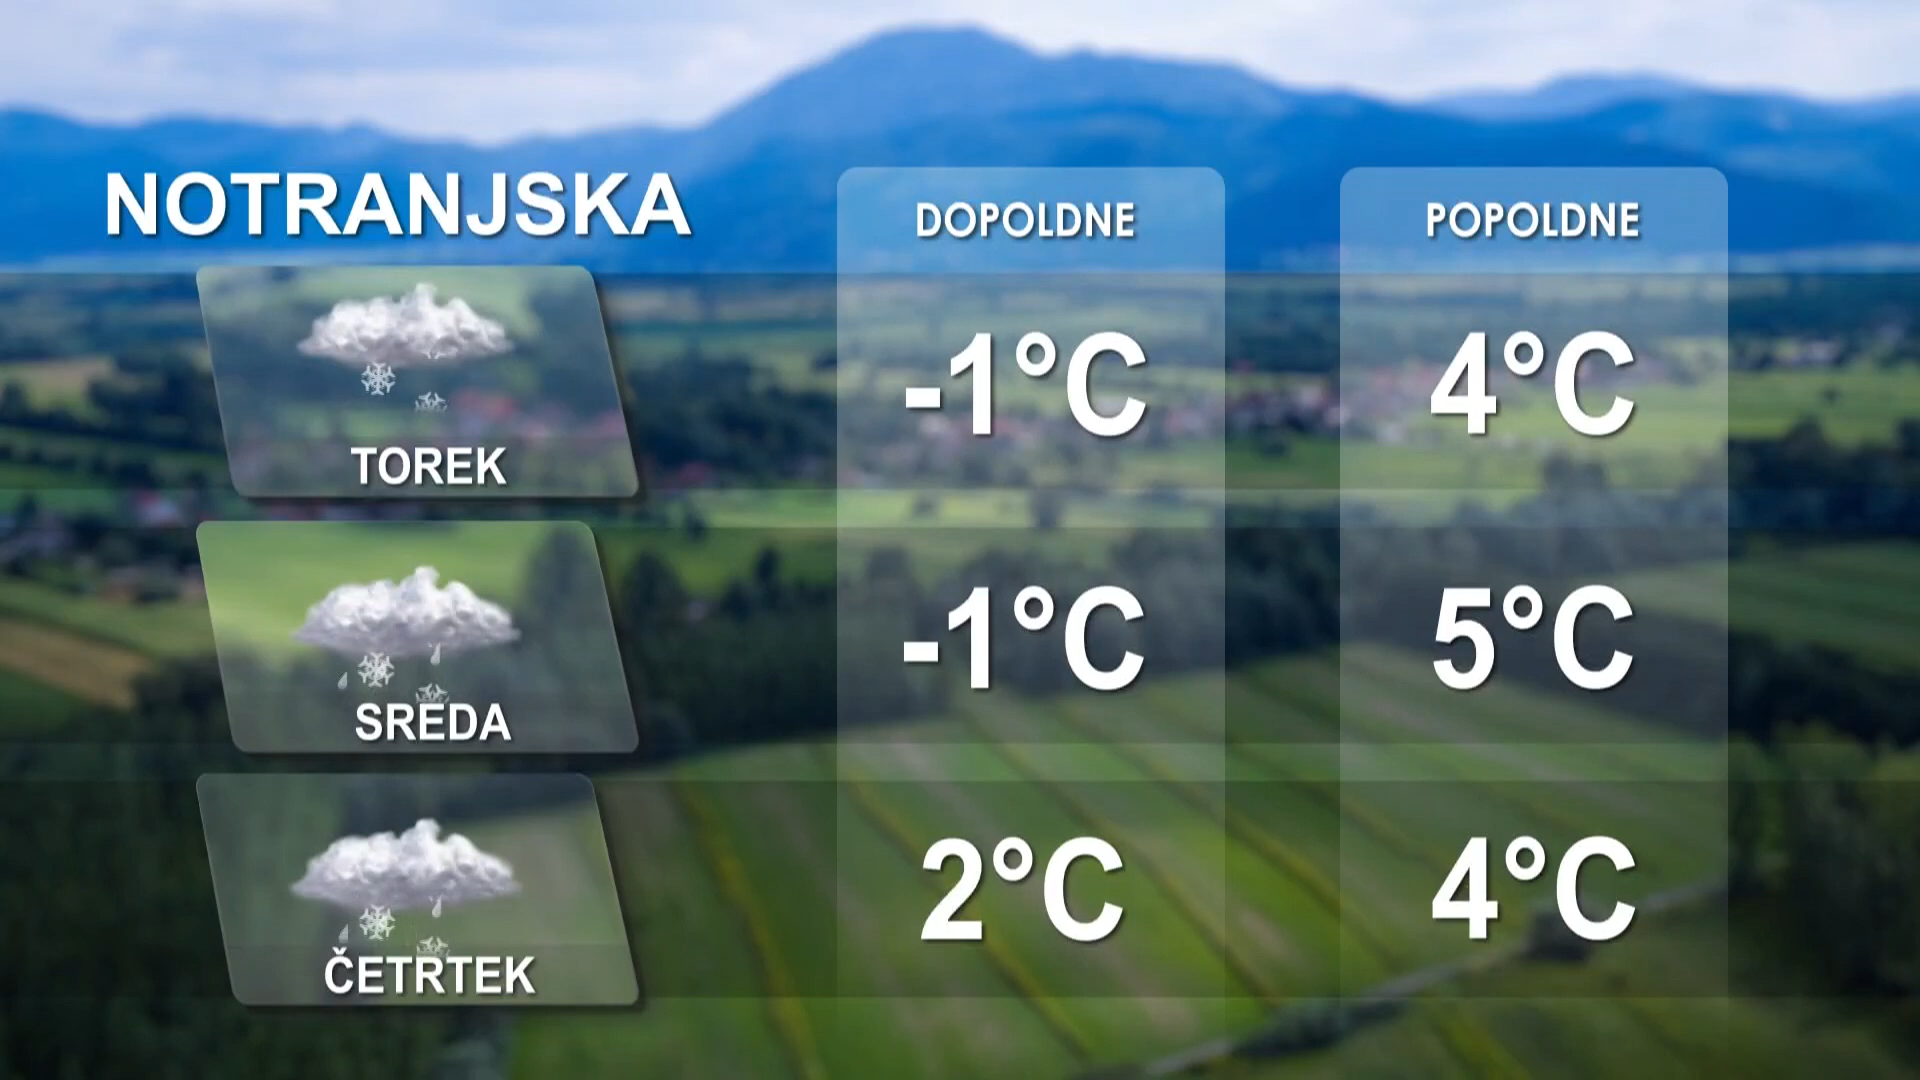 NOTRANJSKA
DOPOLDNE
POPOLDNE
TOREK
-1°C
4°C
SREDA
-1°C
5°C
ČETRTEK
2°C
4°C